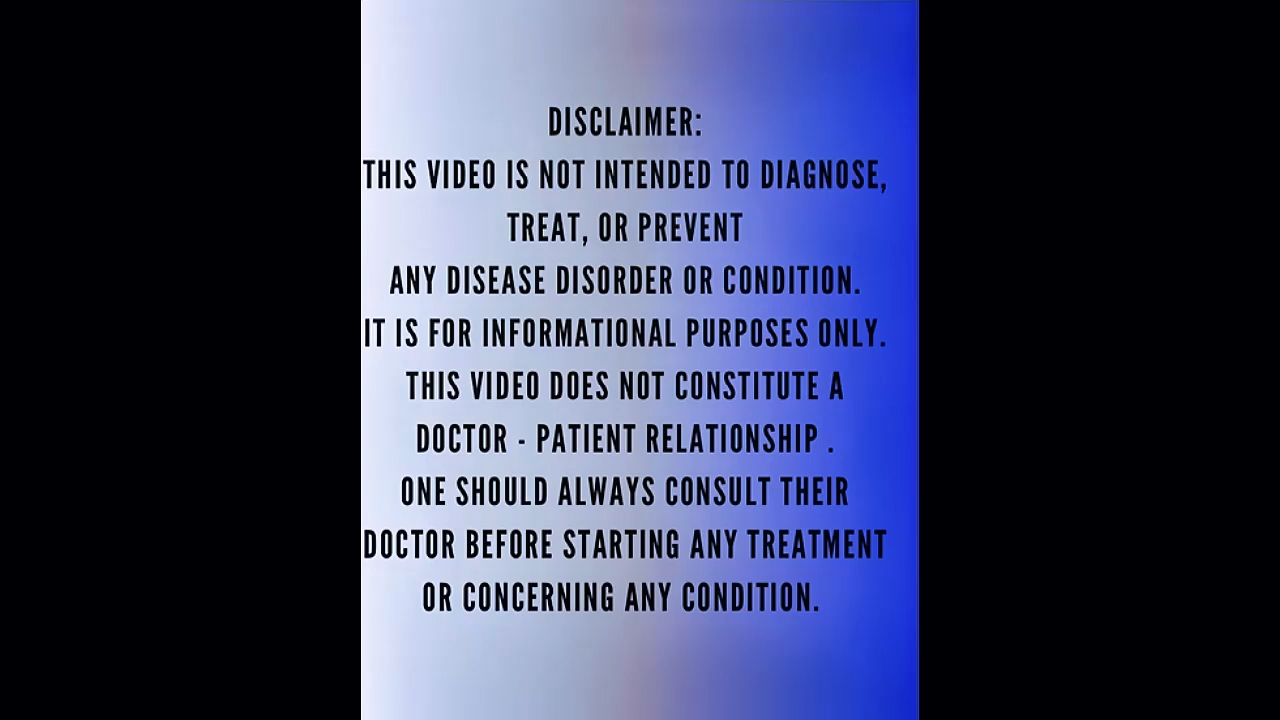 DISCLAIMER:
THIS VIDEO IS NOT INTENDED TO DIAGNOSE,
TREAT, OR PREVENT
ANY DISEASE DISORDER OR CONDITION.
IT IS FOR INFORMATIONAL PURPOSES ONLY.
THIS VIDEO DOES NOT CONSTITUTE A
DOCTOR - PATIENT RELATIONSHIP .
ONE SHOULD ALWAYS CONSULT THEIR
DOCTOR BEFORE STARTING ANY TREATMENT
OR CONCERNING ANY CONDITION.